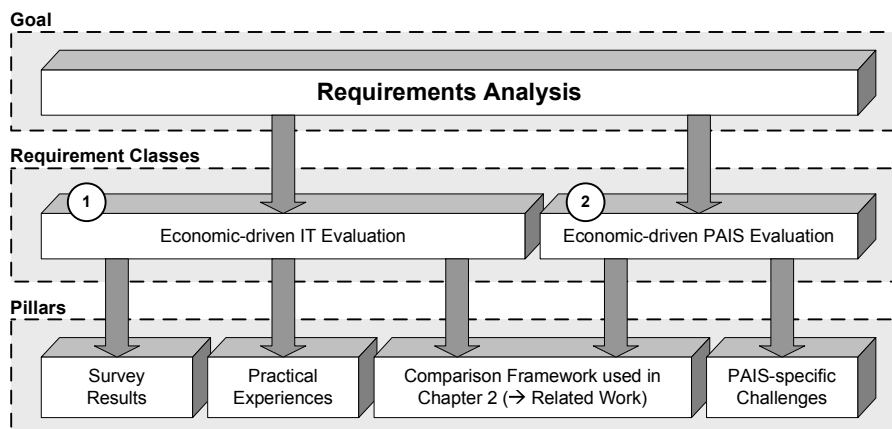 Goal
Requirements Analysis
Requirement Classes
1
Economic-driven IT Evaluation
2
Economic-driven PAIS Evaluation
Pillars
Survey
Results
Practical
Experiences
Comparison Framework used in
Chapter 2 (→ Related Work)
PAIS-specific
Challenges